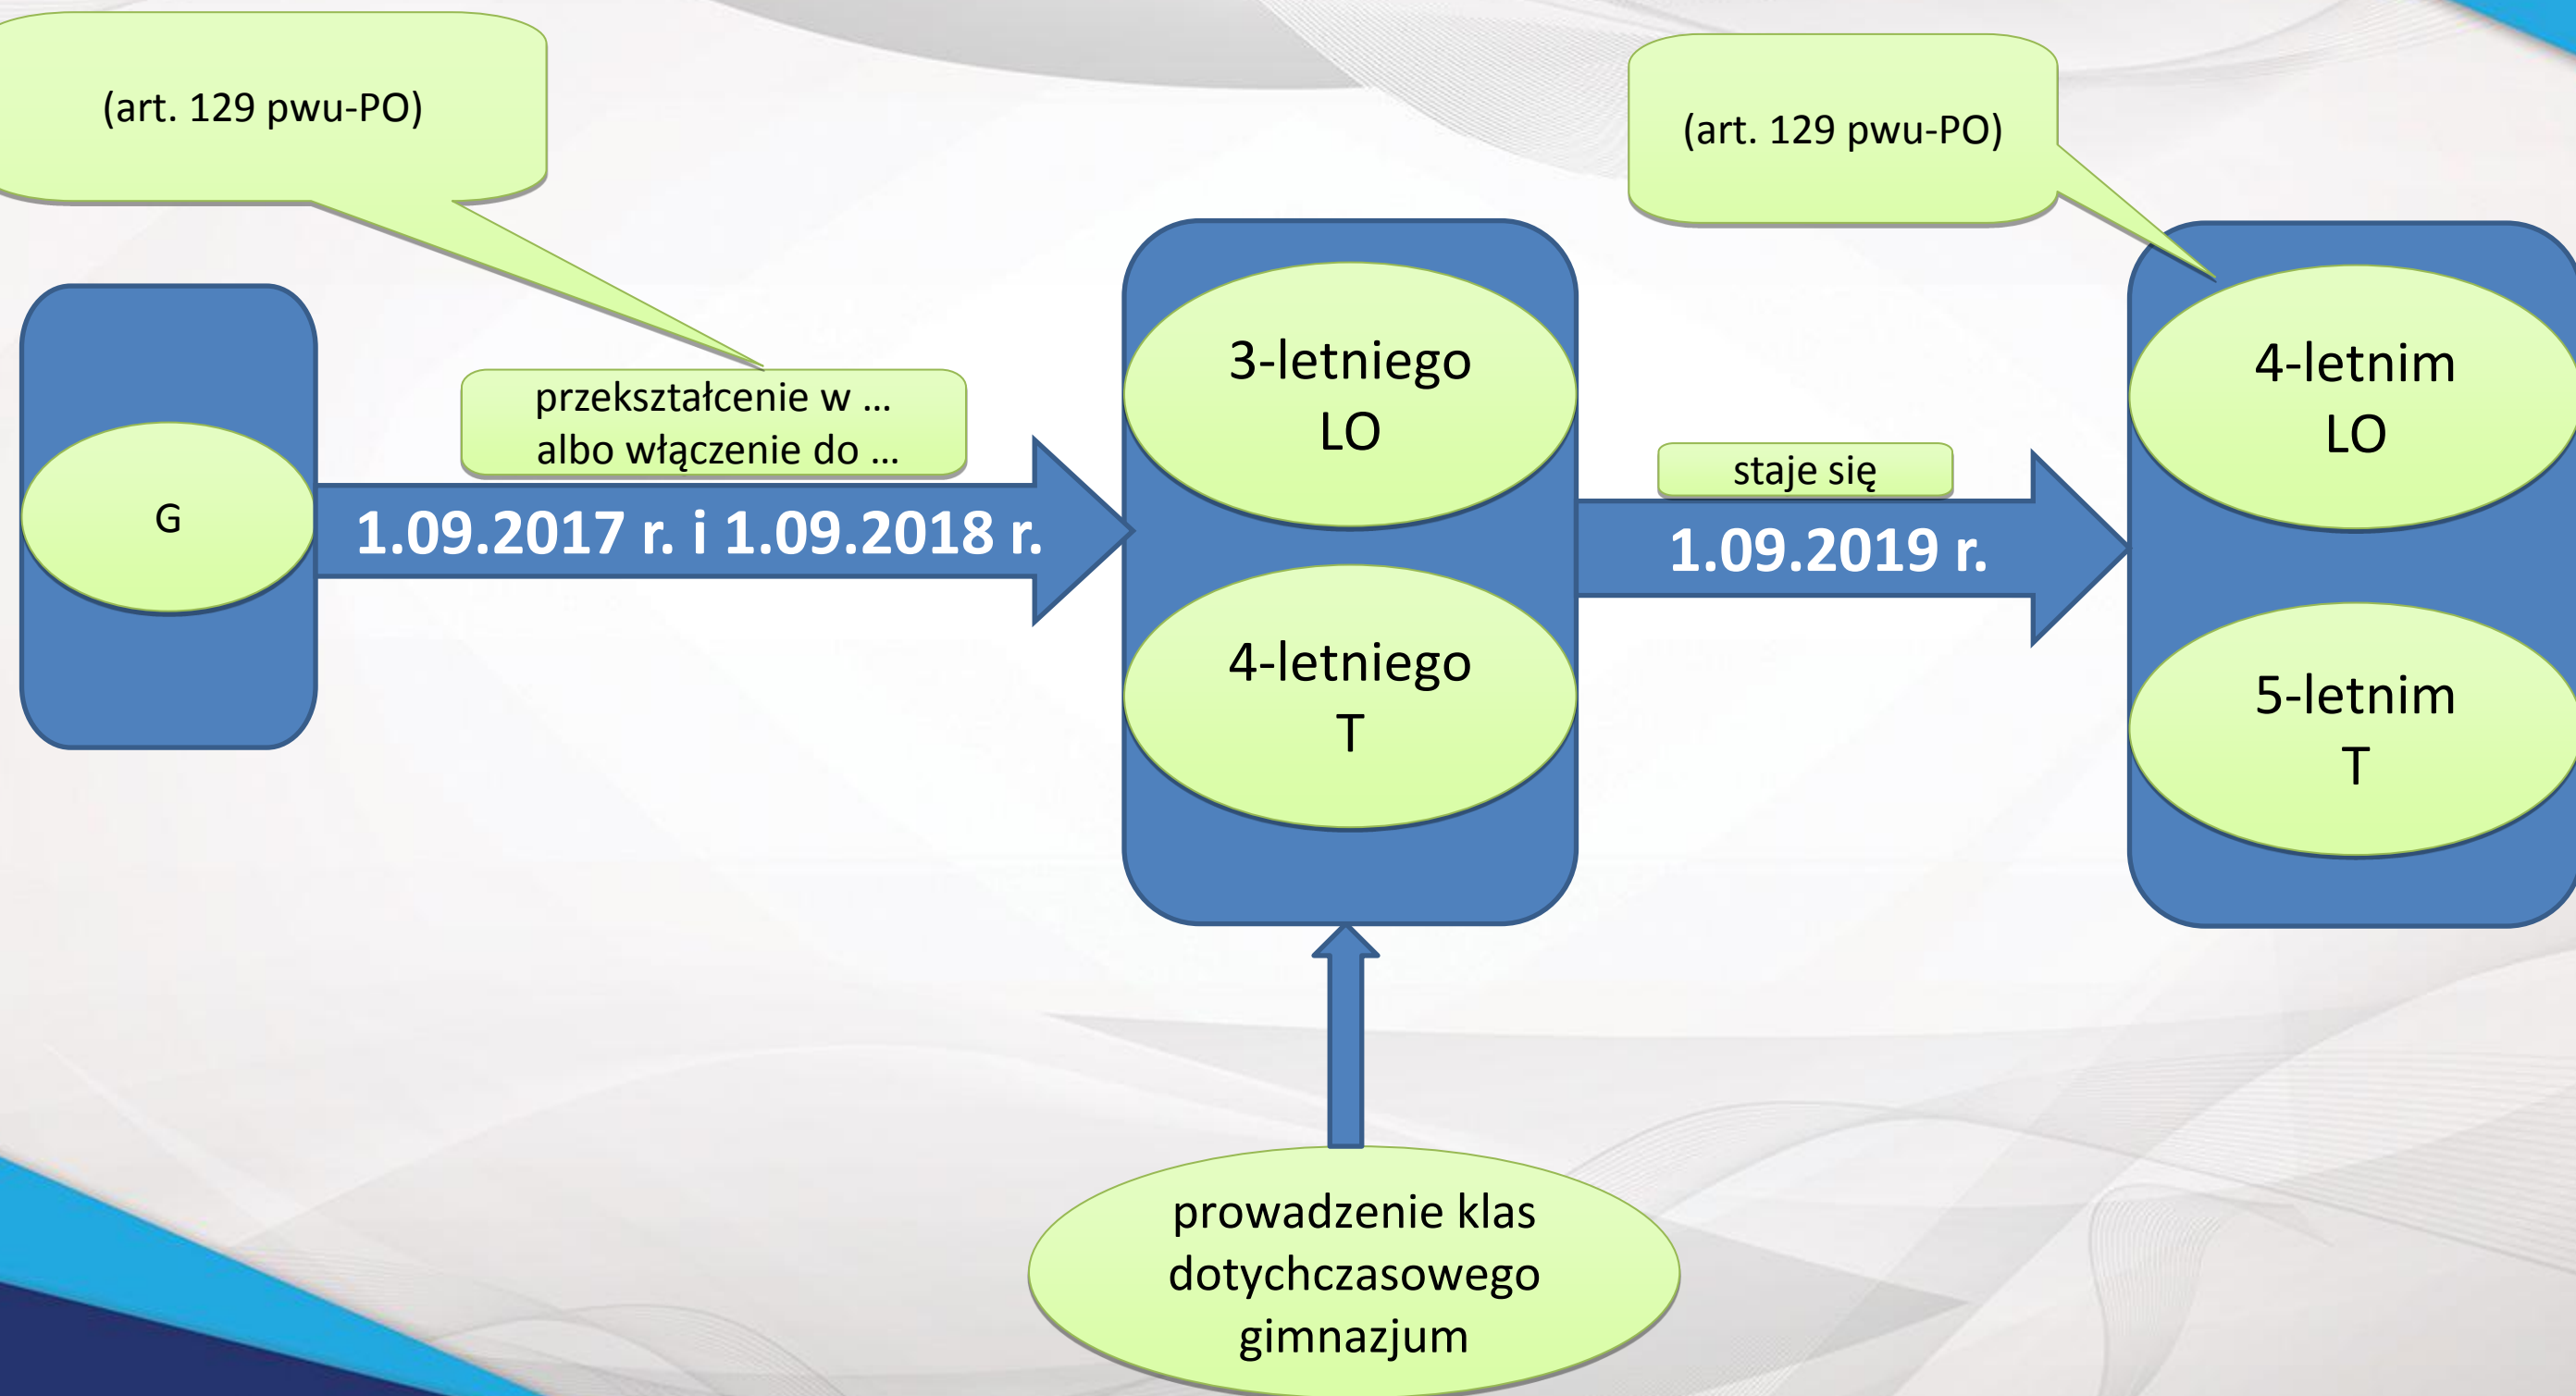 (art. 129 pwu-PO)
(art. 129 pwu-PO)
G
przekształcenie w ...
albo włączenie do ...
1.09.2017 r. i 1.09.2018 r.
3-letniego
LO
4-letniego
T
staje się
1.09.2019 r.
4-letnim
LO
5-letnim
T
prowadzenie klas
dotychczasowego
gimnazjum